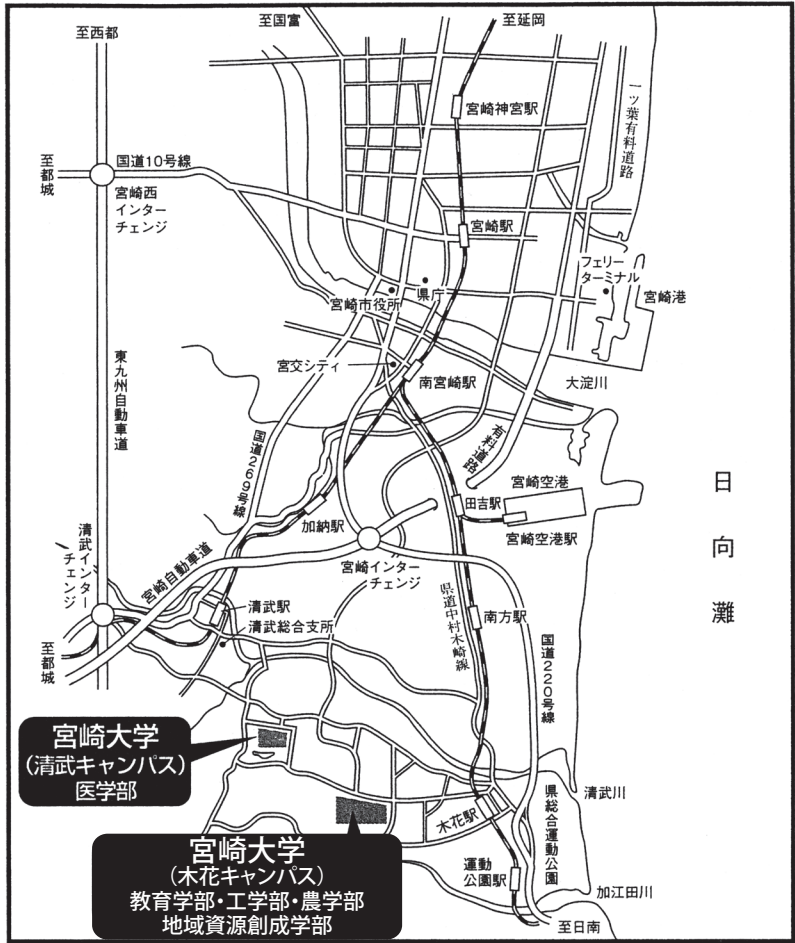 至西都
至国富
至延岡
一ツ葉有料道路
宮崎神宮駅
国道10号線
至都城
宮崎西
インター
チェンジ
宮崎駅
フェリー
ターミナル
宮崎港
県庁
宮崎市役所
宮交シティ
南宮崎駅
大淀川
東九州自動車道
国道269号線
有料道路
宮崎空港
田吉駅
宮崎空港駅
日向灘
加納駅
清武インター
チェンジ
宮崎自動車道
宮崎インター
チェンジ
県道中村木崎線
清武駅
南方駅
清武総合支所
国道220号線
至都城
宮崎大学
(清武キャンパス)
医学部
清武川
県総合運動公園
木花駅
宮崎大学
(木花キャンパス)
教育学部・工学部・農学部
地域資源創成学部
運動
公園駅
加江田川
至日南